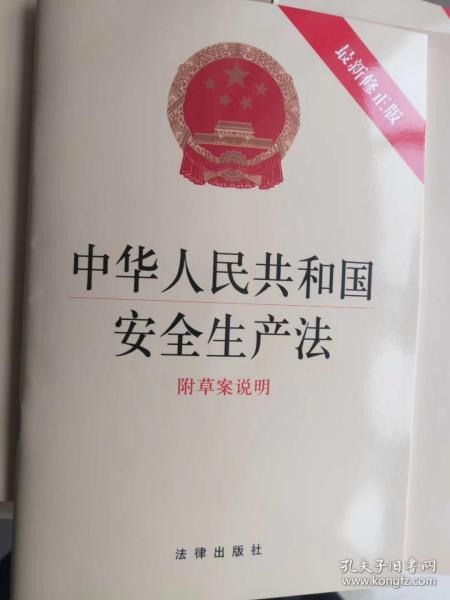 最新修正版
中华人民共和国
安全生产法
附草案说明
法律出版社
孔夫子旧书网
www.kongfz.com